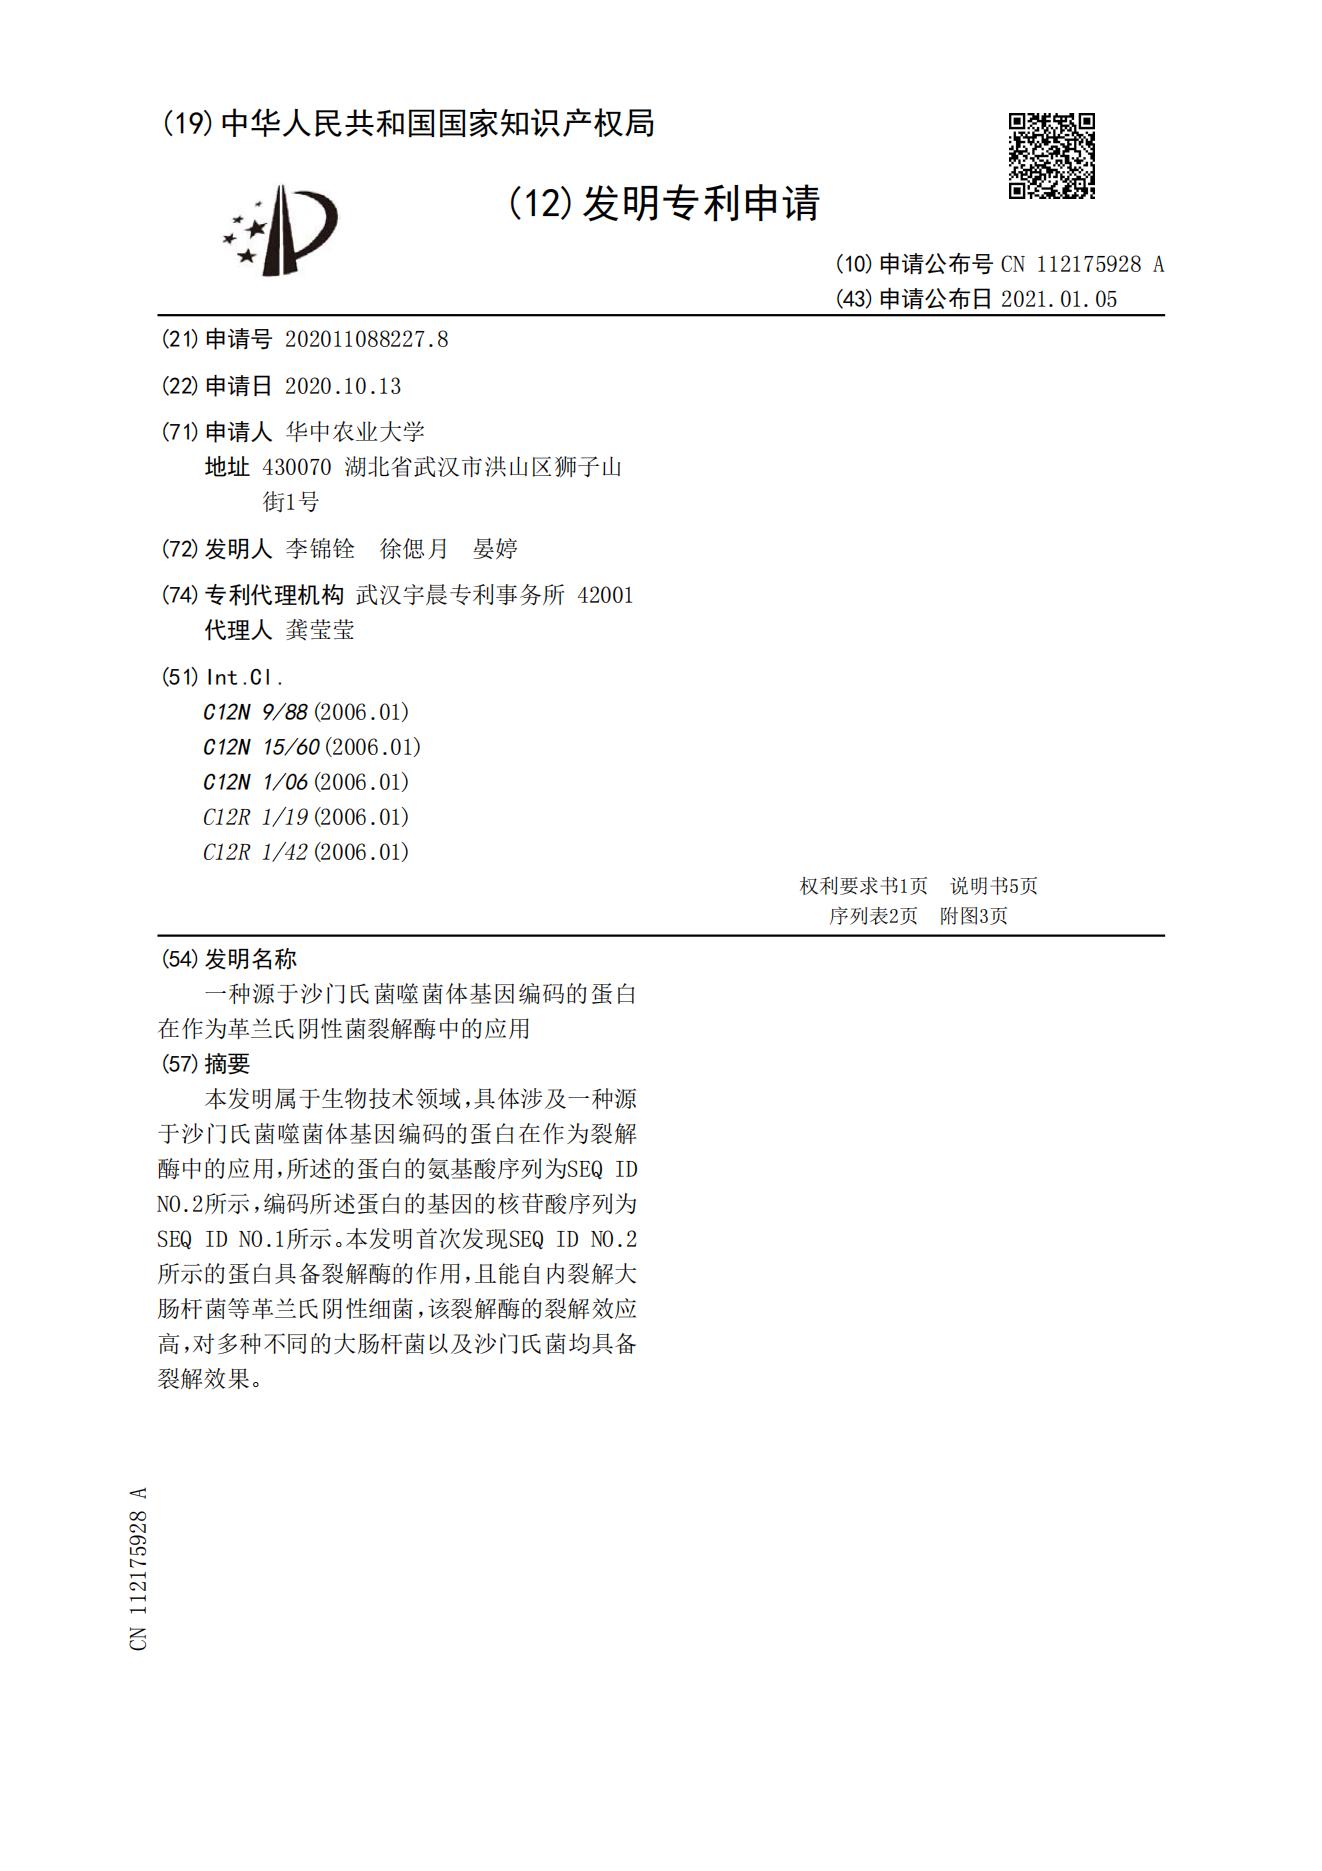 (19)中华人民共和国国家知识产权局
(12)发明专利申请
(10)申请公布号 CN 112175928 A
(43)申请公布日 2021.01.05
(21)申请号 202011088227.8
(22)申请日 2020.10.13
(71)申请人 华中农业大学
地址 430070 湖北省武汉市洪山区狮子山
街1号
(72)发明人 李锦铨 徐偲月 晏婷
(74)专利代理机构 武汉宇晨专利事务所 42001
代理人 龚莹莹
(51)Int.Cl.
C12N 9/88(2006.01)
C12N 15/60(2006.01)
C12N 1/06(2006.01)
C12R 1/19(2006.01)
C12R 1/42(2006.01)
权利要求书1页 说明书5页
序列表2页 附图3页
(54)发明名称
一种源于沙门氏菌噬菌体基因编码的蛋白
在作为革兰氏阴性菌裂解酶中的应用
(57)摘要
本发明属于生物技术领域,具体涉及一种源
于沙门氏菌噬菌体基因编码的蛋白在作为裂解
酶中的应用,所述的蛋白的氨基酸序列为SEQ ID
NO.2所示,编码所述蛋白的基因的核苷酸序列为
SEQ ID NO.1所示。本发明首次发现SEQ ID NO.2
所示的蛋白具备裂解酶的作用,且能自内裂解大
肠杆菌等革兰氏阴性细菌,该裂解酶的裂解效应
高,对多种不同的大肠杆菌以及沙门氏菌均具备
裂解效果。
CN 112175928 A